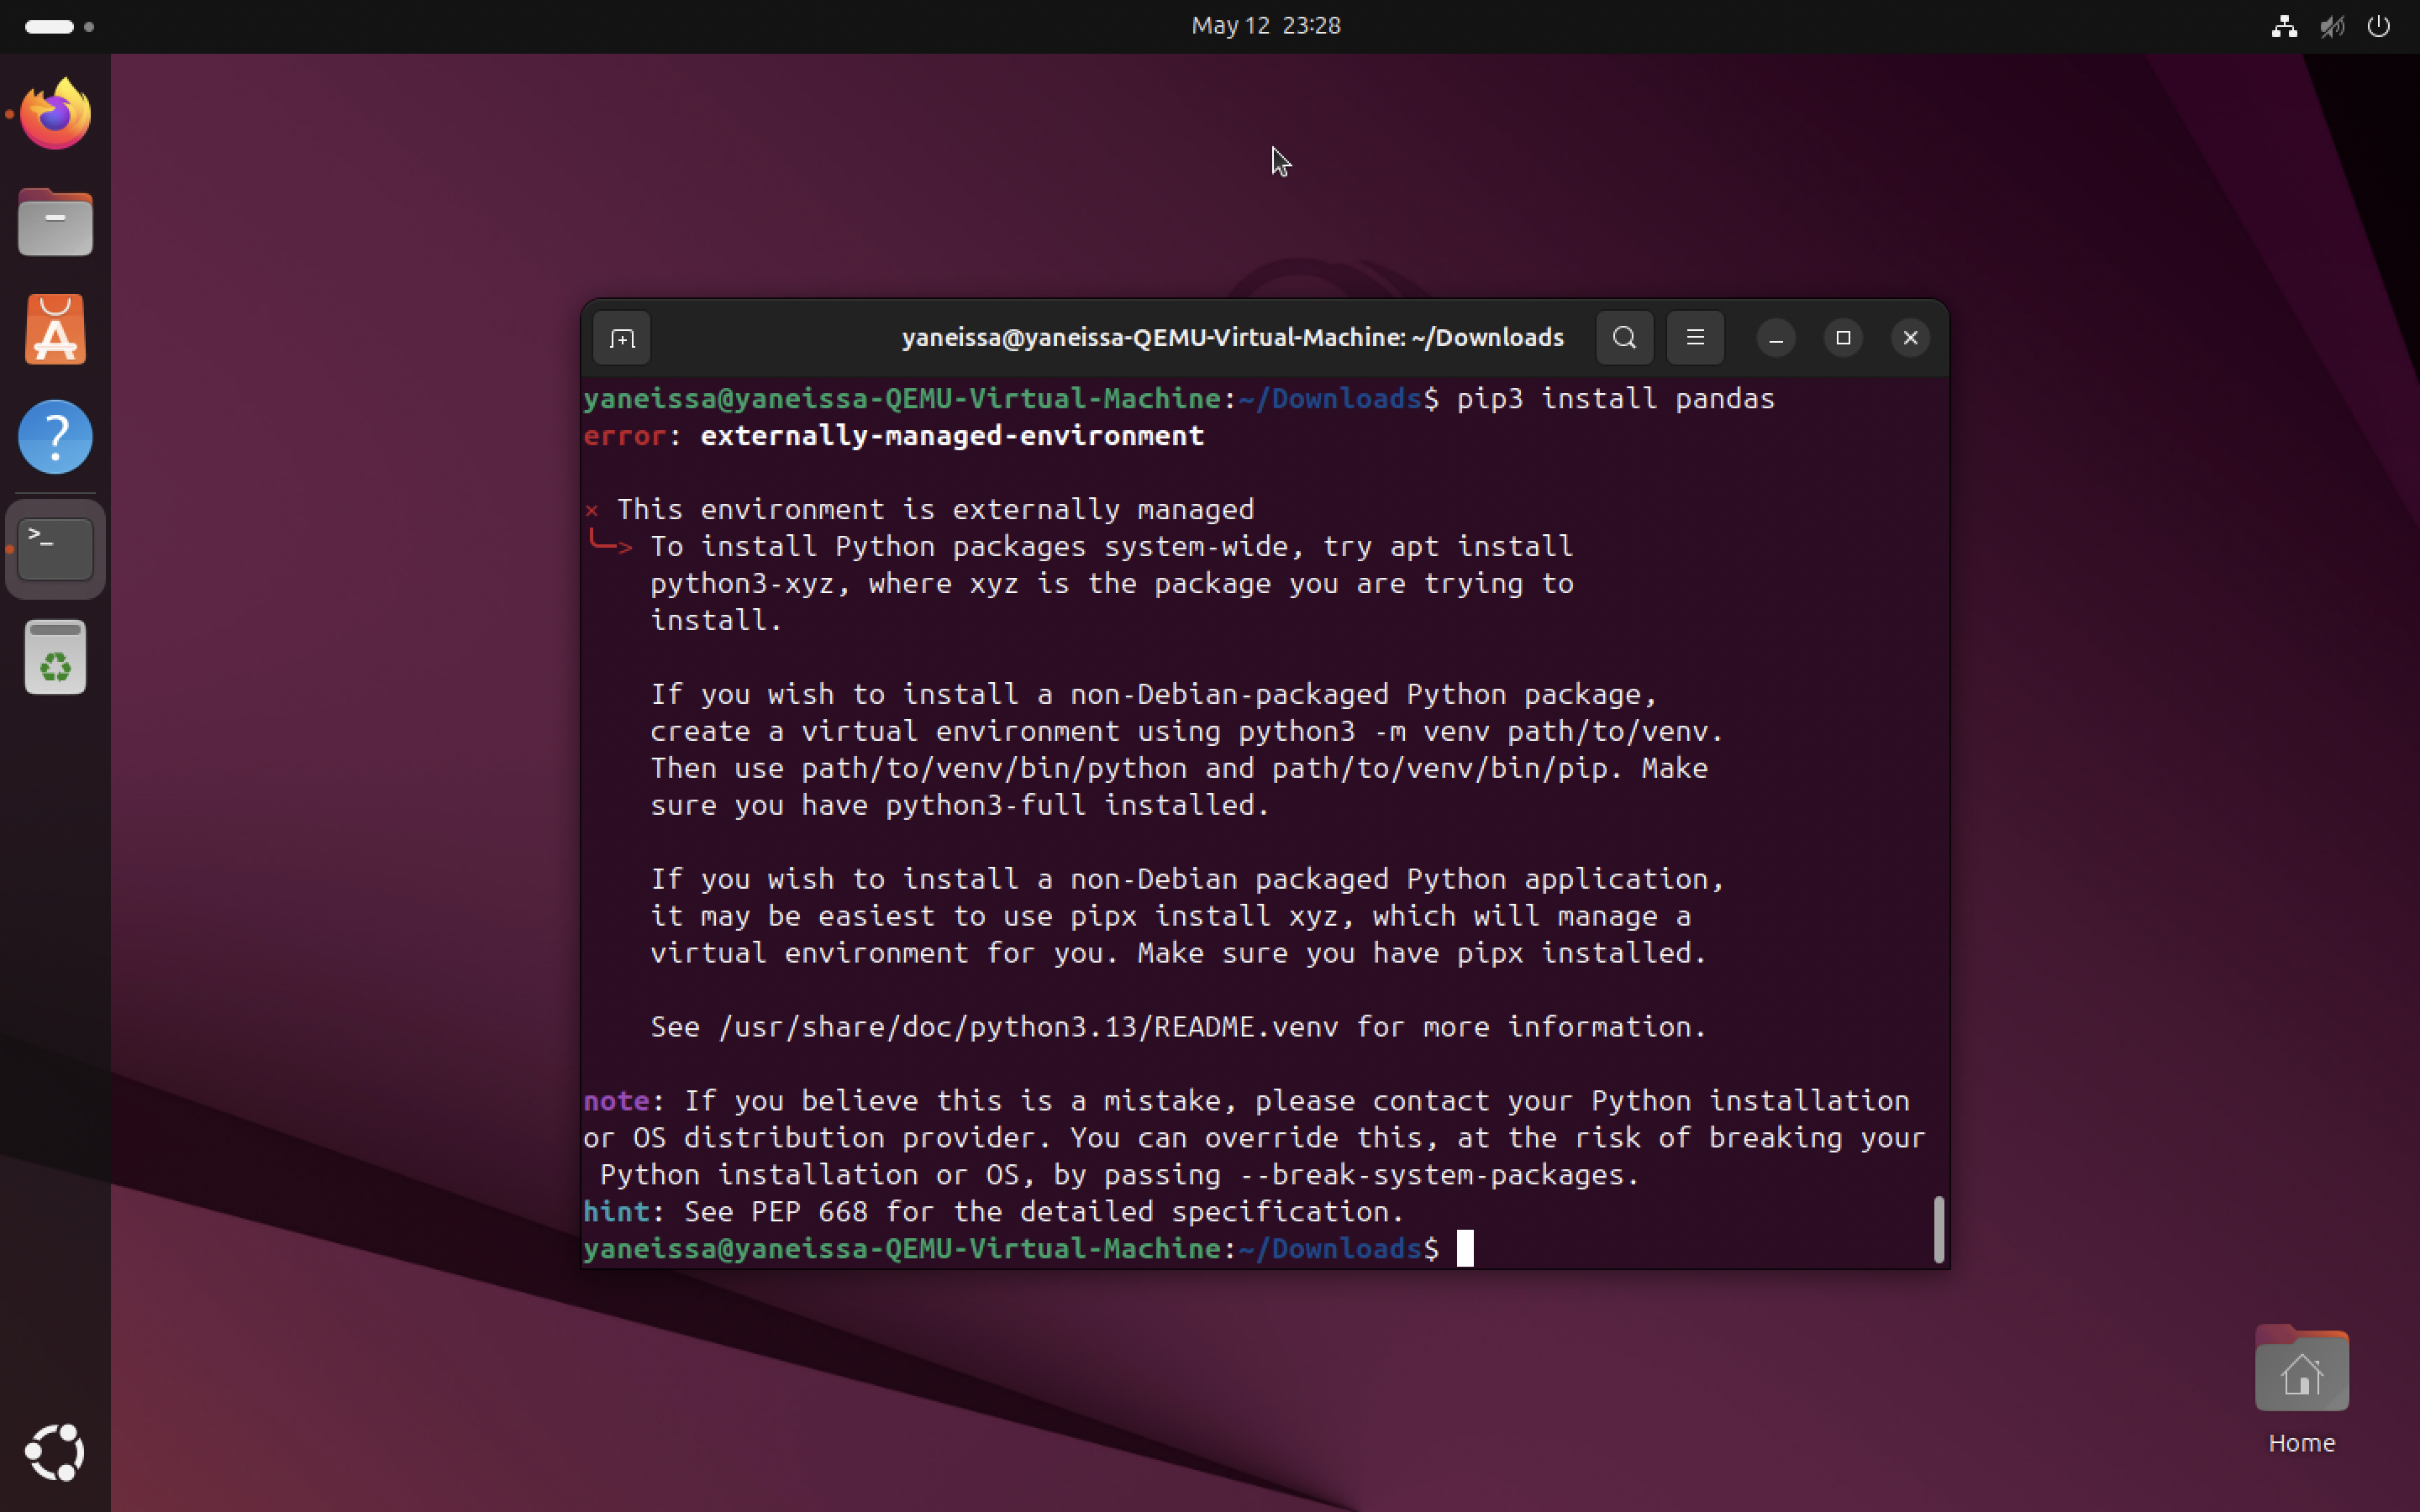 May 12 23:28
yaneissa@yaneissa-QEMU-Virtual-Machine: ~/Downloads
yaneissa@yaneissa-QEMU-Virtual-Machine:~/Downloads$ pip3 install pandas
error: externally-managed-environment
× This environment is externally managed
╰─> To install Python packages system-wide, try apt install
python3-xyz, where xyz is the package you are trying to
install.
If you wish to install a non-Debian-packaged Python package,
create a virtual environment using python3 -m venv path/to/venv.
Then use path/to/venv/bin/python and path/to/venv/bin/pip. Make
sure you have python3-full installed.
If you wish to install a non-Debian packaged Python application,
it may be easiest to use pipx install xyz, which will manage a
virtual environment for you. Make sure you have pipx installed.
See /usr/share/doc/python3.13/README.venv for more information.
note: If you believe this is a mistake, please contact your Python installation
or OS distribution provider. You can override this, at the risk of breaking your
Python installation or OS, by passing --break-system-packages.
hint: See PEP 668 for the detailed specification.
yaneissa@yaneissa-QEMU-Virtual-Machine:~/Downloads$
Home